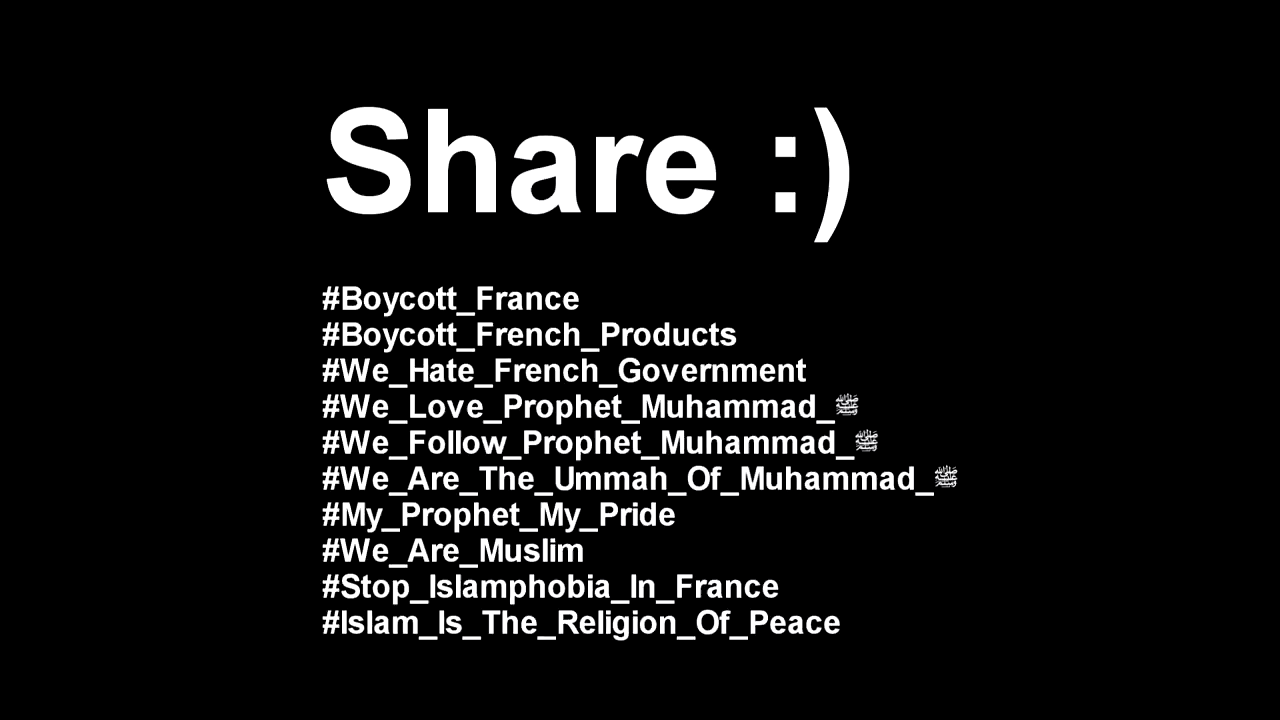 Share :)
#Boycott_France
#Boycott_French_Products
#We_Hate_French_Government
#We_Love_Prophet_Muhammad_ﷺ
#We_Follow_Prophet_Muhammad_ﷺ
#We_Are_The_Ummah_Of_Muhammad_ﷺ
#My_Prophet_My_Pride
#We_Are_Muslim
#Stop_Islamphobia_In_France
#Islam_Is_The_Religion_Of_Peace